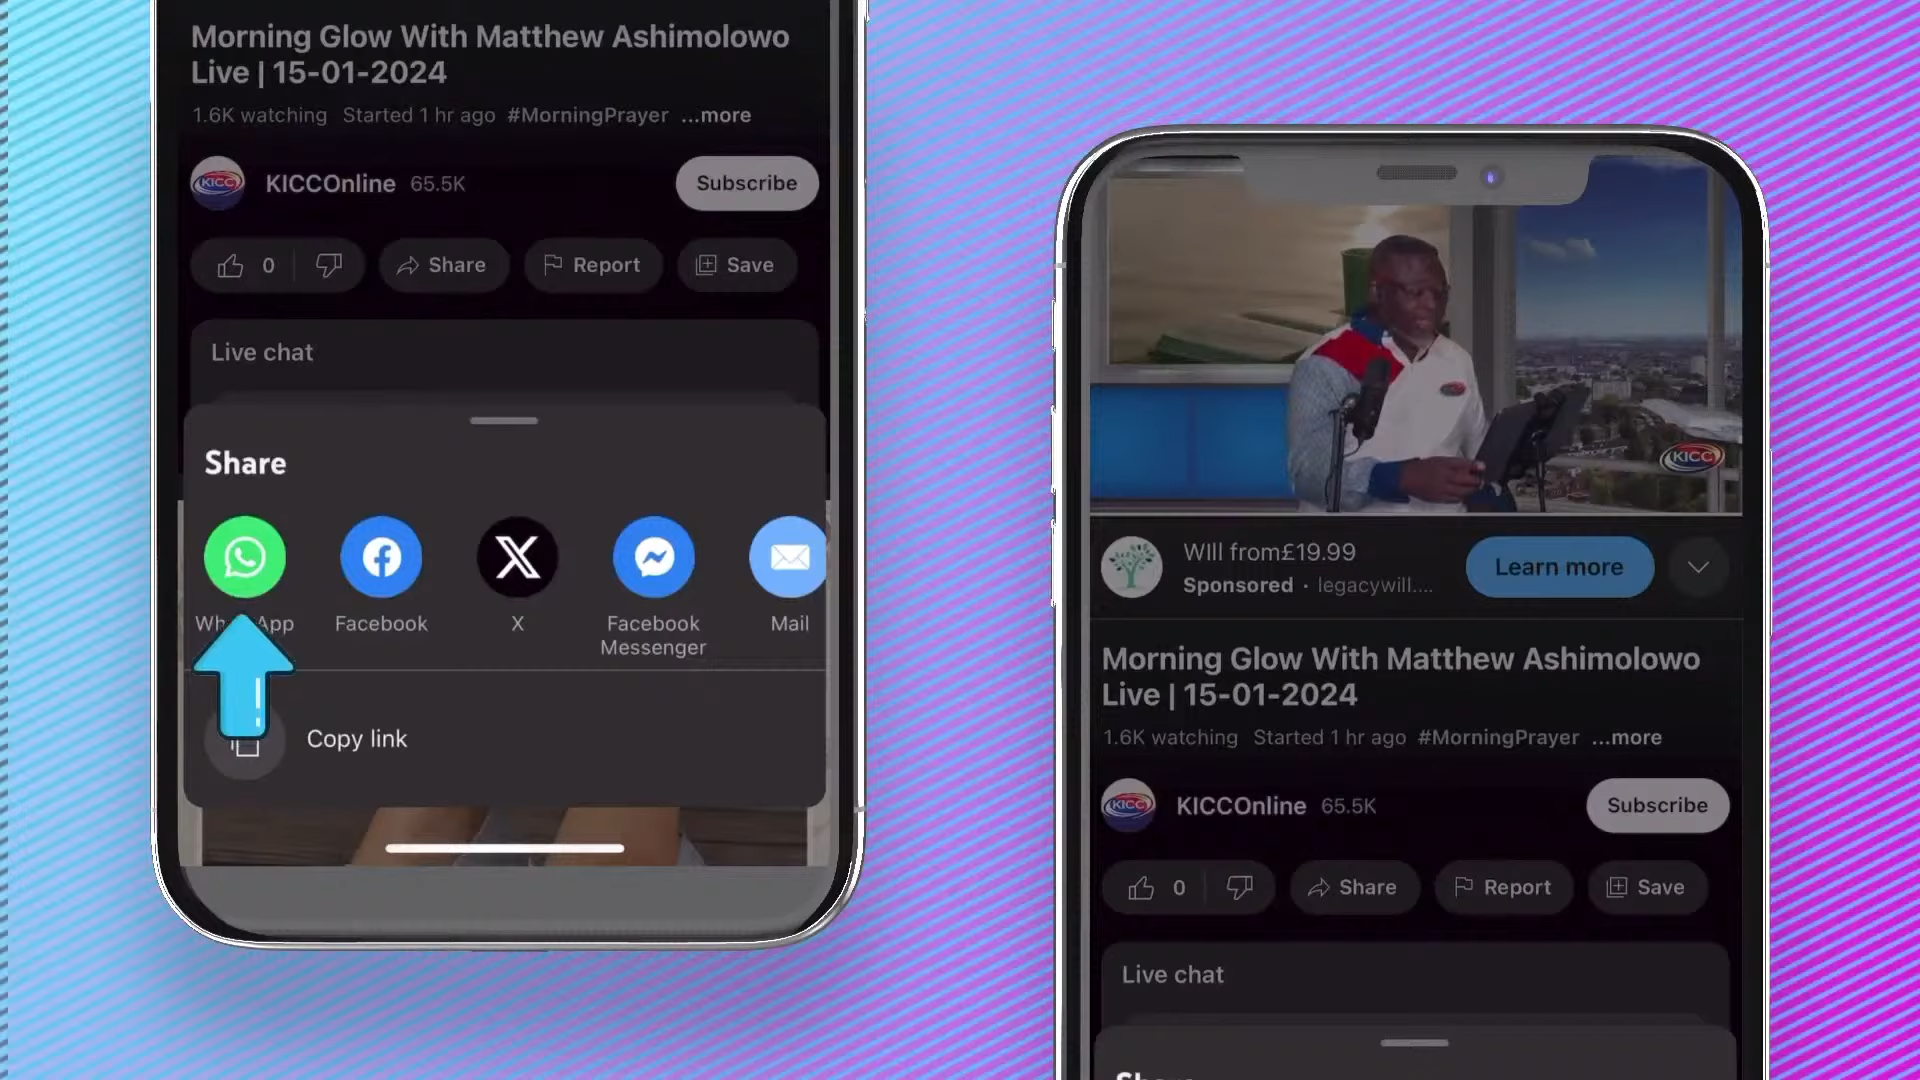 Morning Glow With Matthew Ashimolowo
Live | 15-01-2024
1.6K watching Started 1 hr ago #MorningPrayer ...more
KICC
KICCOnline 65.5K
Subscribe
0
Share
Report
Save
Live chat
Share
Facebook
X
Facebook
Messenger
Mail
Copy link
KICC
WIll from£19.99
Sponsored · legacywill....
Learn more
Morning Glow With Matthew Ashimolowo
Live | 15-01-2024
1.6K watching Started 1 hr ago #MorningPrayer ...more
KICC
KICCOnline 65.5K
Subscribe
0
Share
Report
Save
Live chat